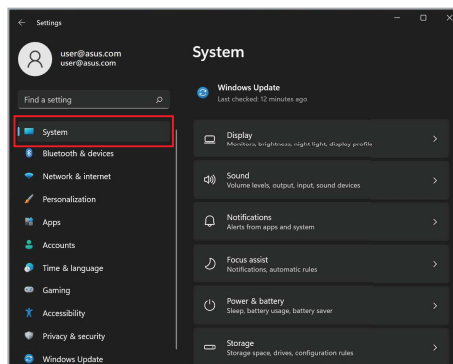 Settings
user@asus.com
user@asus.com
Find a setting
System
Bluetooth & devices
Network & internet
Personalization
Apps
Accounts
Time & language
Gaming
Accessibility
Privacy & security
Windows Update
System
Windows Update
Last checked: 12 minutes ago
Display
Monitors, brightness, night light, display profile
Sound
Volume levels, output, input, sound devices
Notifications
Alerts from apps and system
Focus assist
Notifications, automatic rules
Power & battery
Sleep, battery usage, battery saver
Storage
Storage space, drives, configuration rules